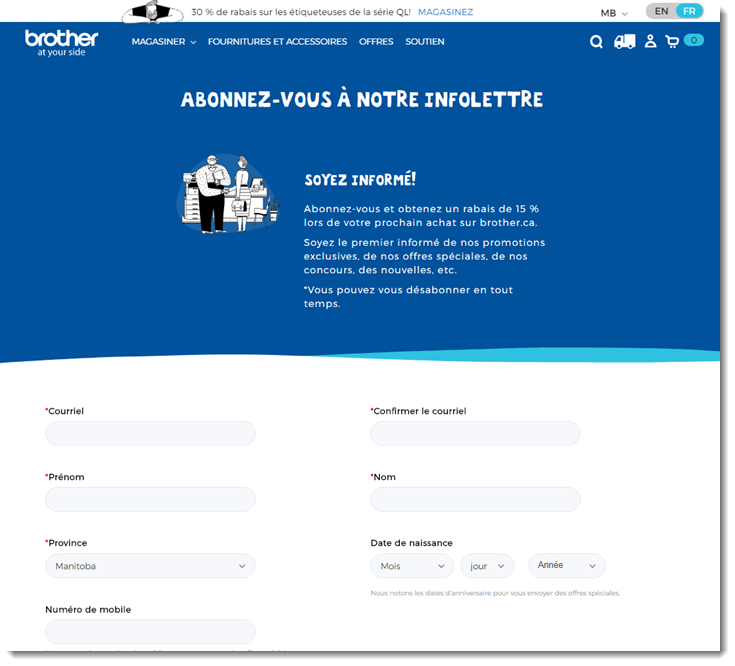 30 % de rabais sur les étiqueteuses de la série QL! MAGASINEZ
MB
EN FR
brother
at your side
MAGASINER FOURNITURES ET ACCESSOIRES OFFRES SOUTIEN
0
ABONNEZ-VOUS À NOTRE INFOLETTRE
SOYEZ INFORMÉ!
Abonnez-vous et obtenez un rabais de 15 %
lors de votre prochain achat sur brother.ca.
Soyez le premier informé de nos promotions
exclusives, de nos offres spéciales, de nos
concours, des nouvelles, etc.
*Vous pouvez vous désabonner en tout
temps.
*Courriel
*Confirmer le courriel
*Prénom
*Nom
*Province
Date de naissance
Manitoba
Mois jour Année
Nous notons les dates d'anniversaire pour vous envoyer des offres spéciales.
Numéro de mobile